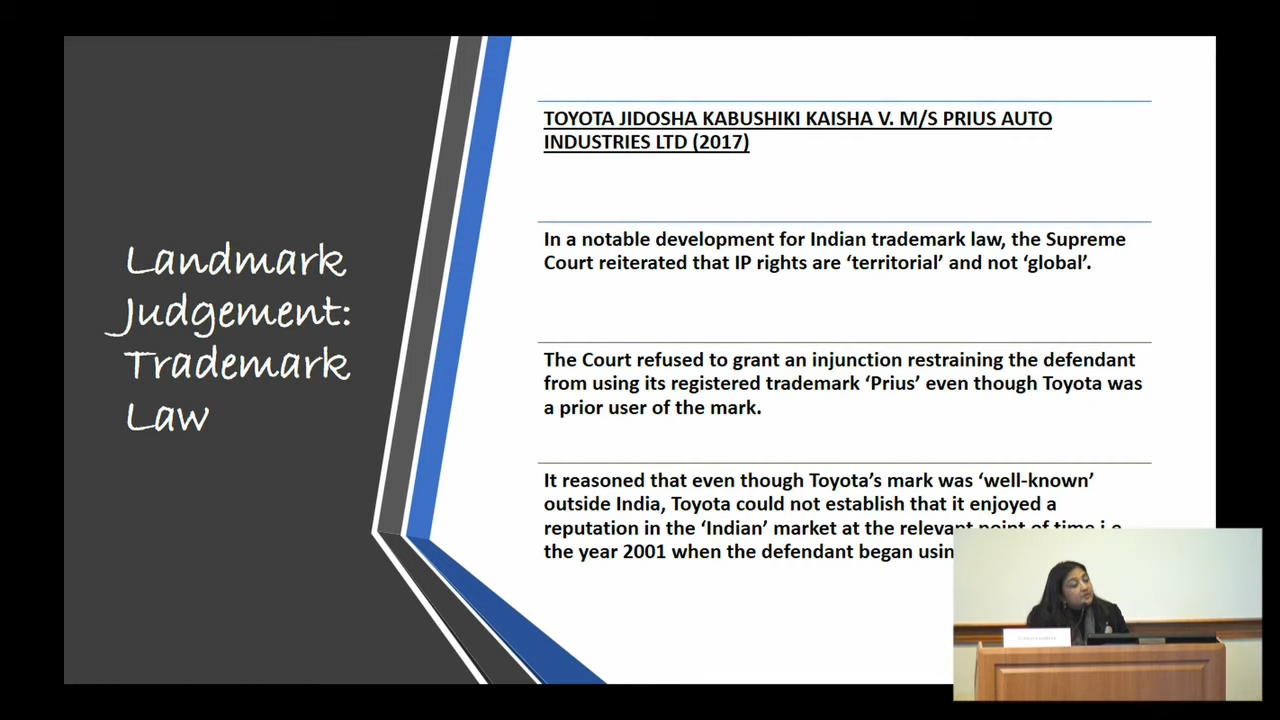 Landmark
Judgement:
Trademark
Law
TOYOTA JIDOSHA KABUSHIKI KAISHA V. M/S PRIUS AUTO
INDUSTRIES LTD (2017)
In a notable development for Indian trademark law, the Supreme
Court reiterated that IP rights are ‘territorial’ and not ‘global’.
The Court refused to grant an injunction restraining the defendant
from using its registered trademark ‘Prius’ even though Toyota was
a prior user of the mark.
It reasoned that even though Toyota’s mark was ‘well-known’
outside India, Toyota could not establish that it enjoyed a
reputation in the ‘Indian’ market at the relevant point of time i.e.
the year 2001 when the defendant began